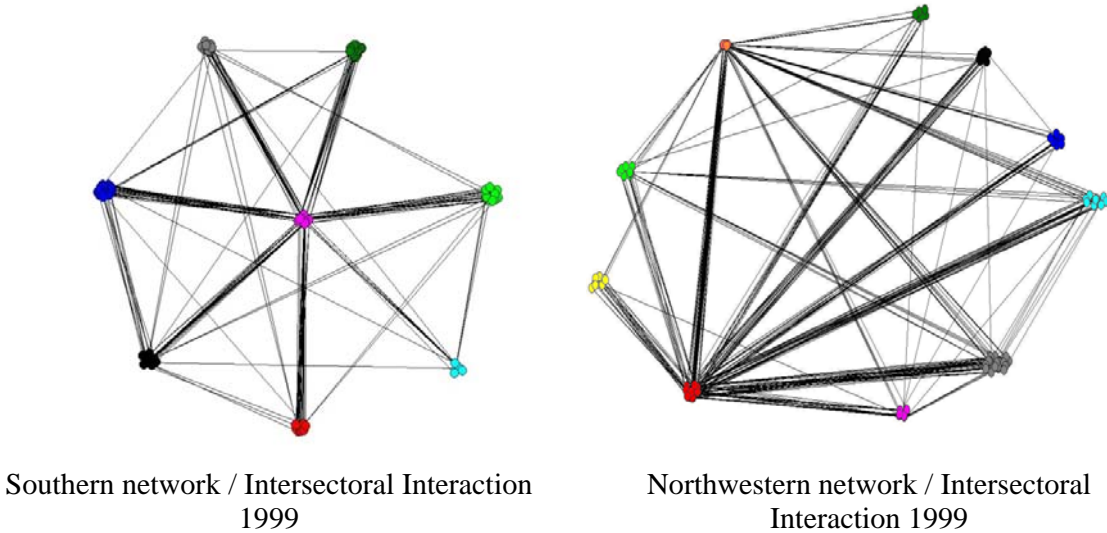 Southern network / Intersectoral Interaction
1999
Northwestern network / Intersectoral
Interaction 1999